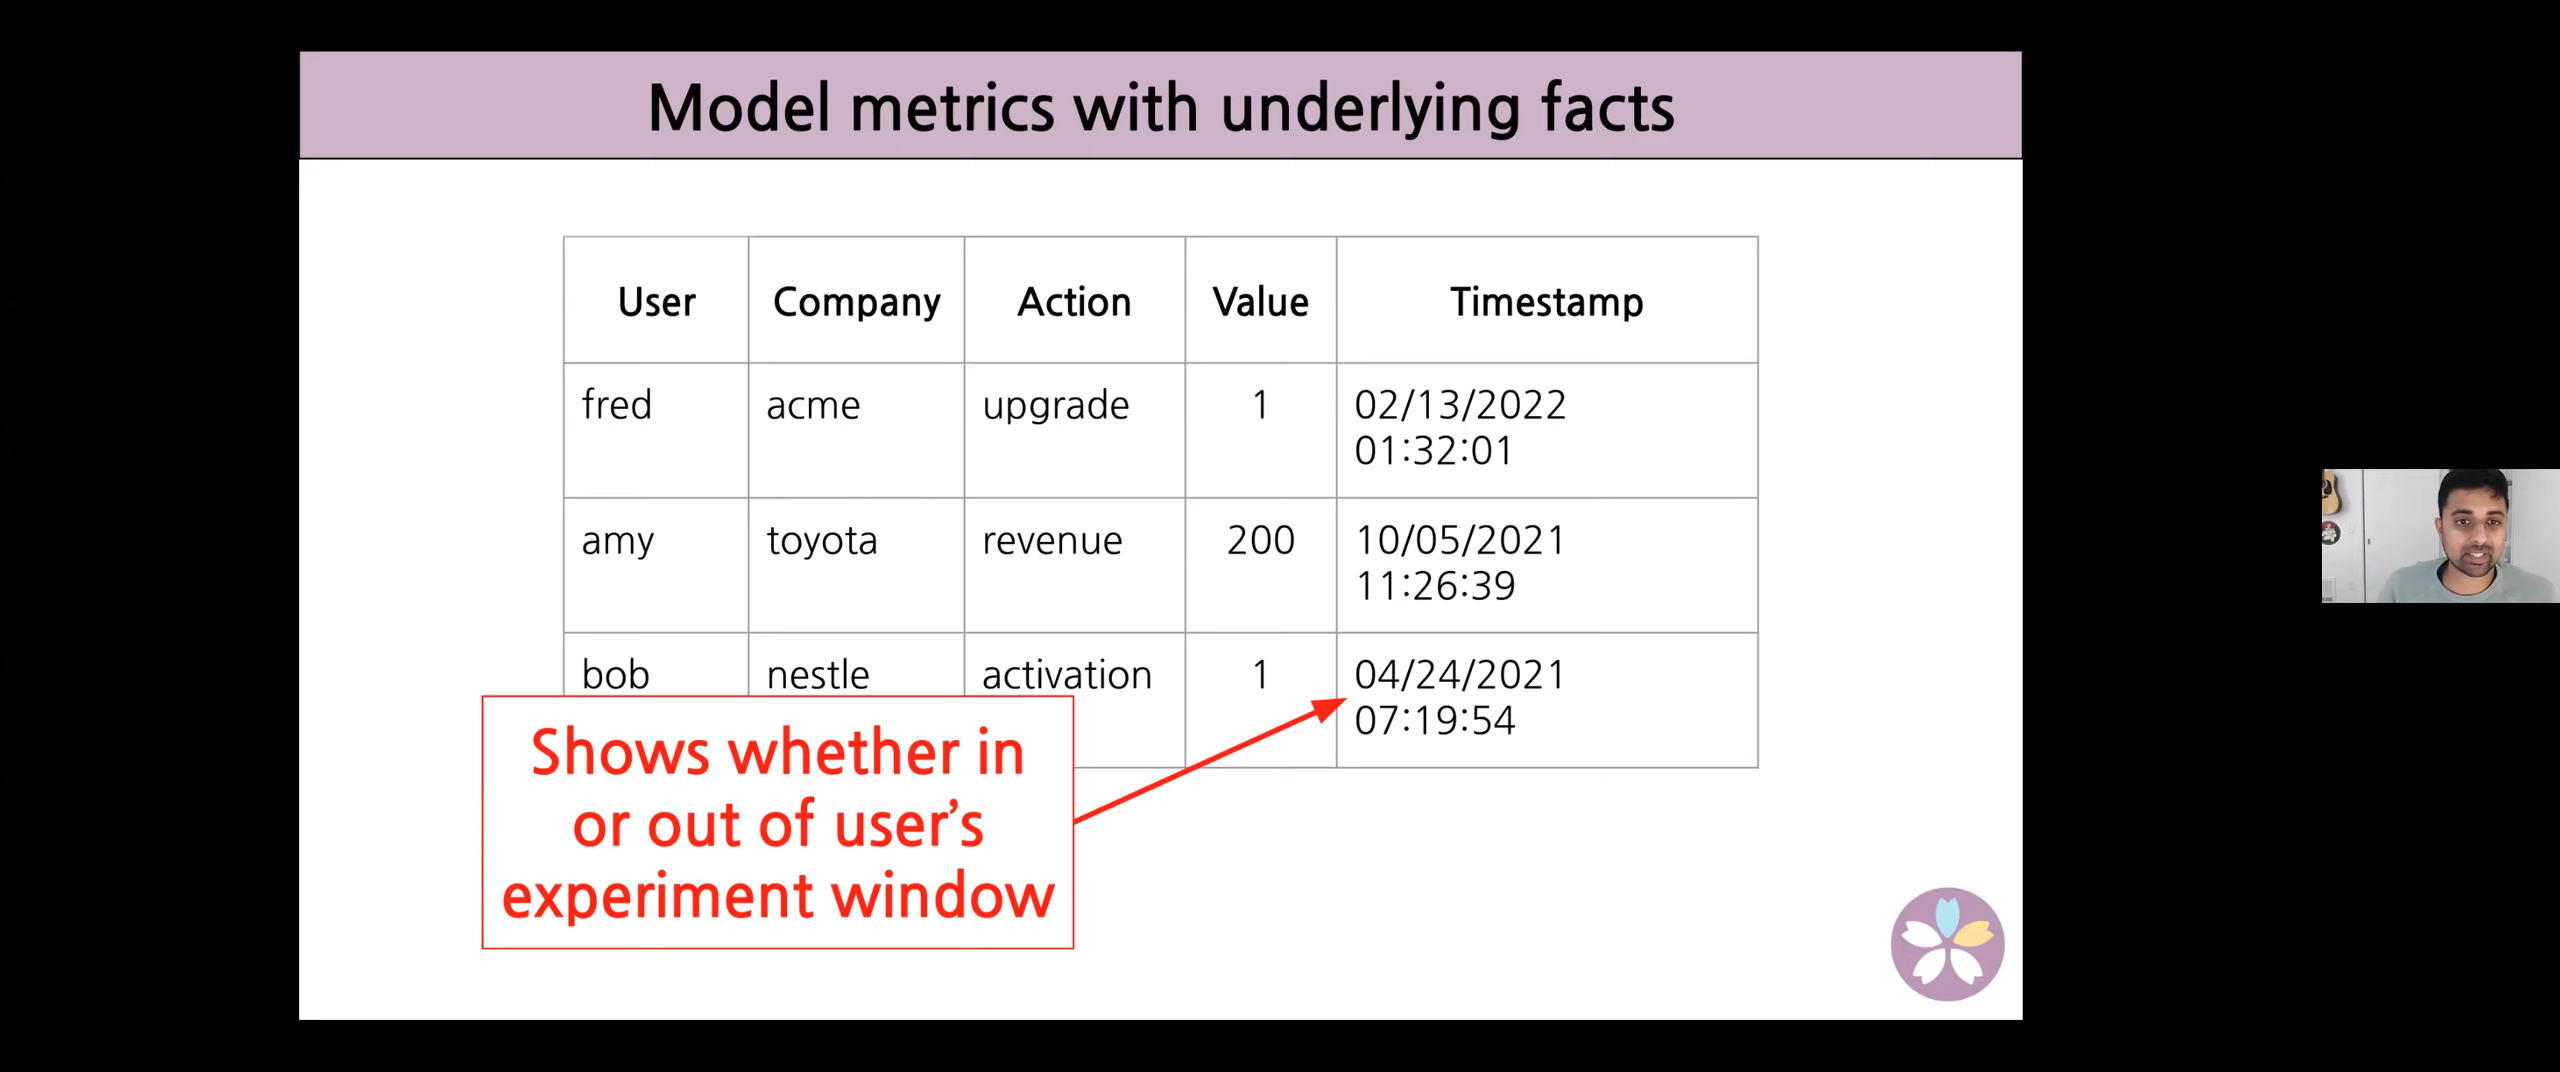 Model metrics with underlying facts
User Company Action Value Timestamp
fred acme upgrade 1 02/13/2022
01:32:01
amy toyota revenue 200 10/05/2021
11:26:39
bob nestle activation 1 04/24/2021
07:19:54
Shows whether in
or out of user’s
experiment window